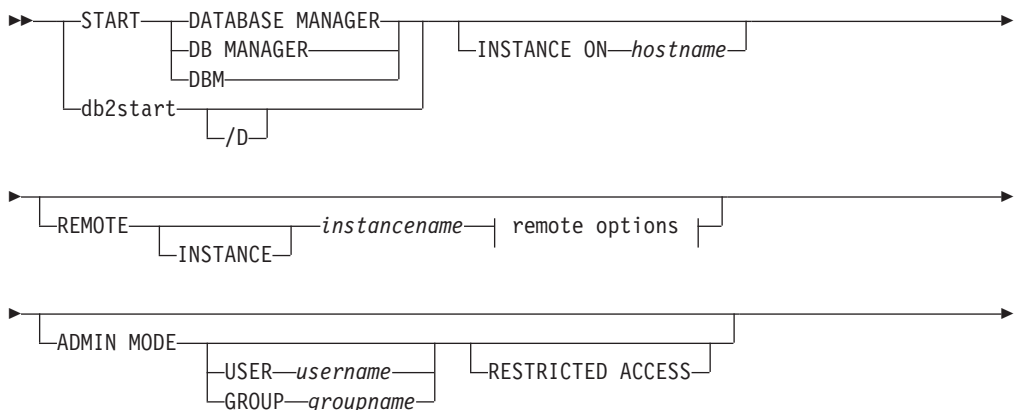 START DATABASE MANAGER
DB MANAGER
DBM
INSTANCE ON hostname
db2start
/D
REMOTE instancename remote options
INSTANCE
ADMIN MODE
USER username
GROUP groupname
RESTRICTED ACCESS